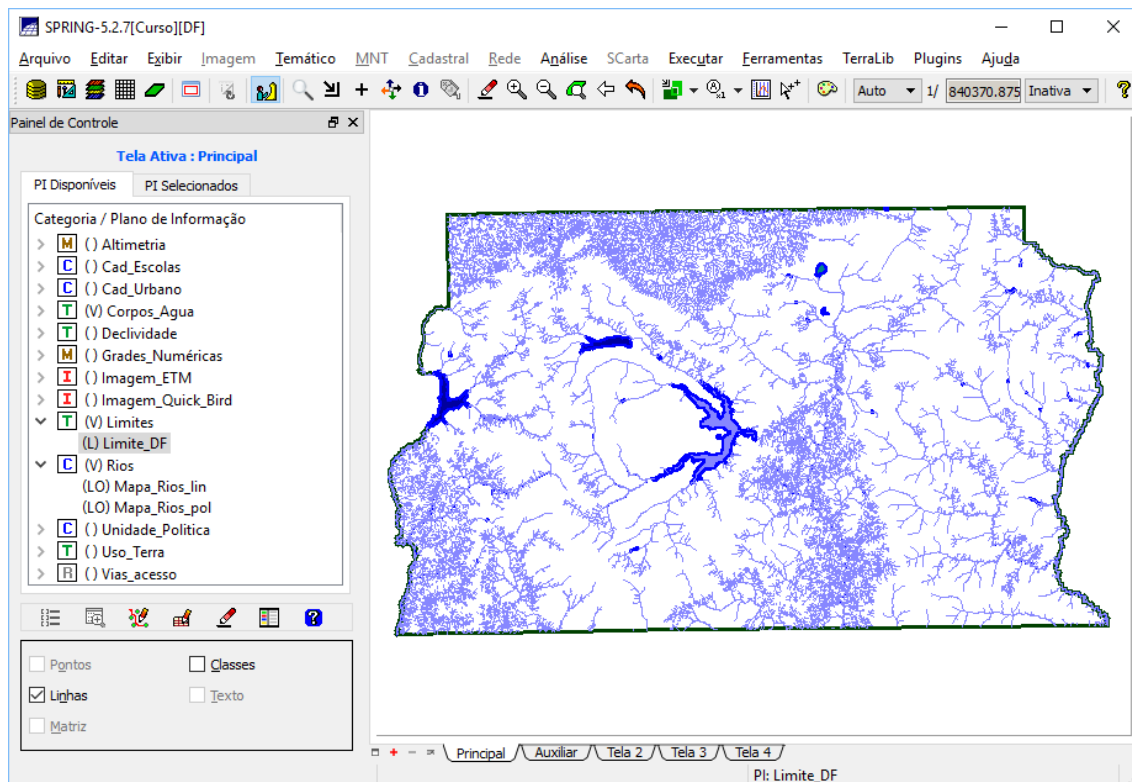 SPRING-5.2.7[Curso][DF]
Arquivo Editar Exibir Imagem Temático MNT Cadastral Rede Análise SCarta Executar Ferramentas TerraLib Plugins Ajuda
Auto 1/ 840370.875 Inativa
Painel de Controle
Tela Ativa : Principal
PI Disponíveis PI Selecionados
Categoria / Plano de Informação
M ( ) Altimetria
C ( ) Cad_Escolas
C ( ) Cad_Urbano
T (V) Corpos_Agua
T ( ) Declividade
M ( ) Grades_Numéricas
I ( ) Imagem_ETM
I ( ) Imagem_Quick_Bird
T (V) Limites
(L) Limite_DF
C (V) Rios
(LO) Mapa_Rios_lin
(LO) Mapa_Rios_pol
C ( ) Unidade_Politica
T ( ) Uso_Terra
R ( ) Vias_acesso
Pontos Classes
Linhas Texto
Matriz
Principal Auxiliar Tela 2 Tela 3 Tela 4
PI: Limite_DF